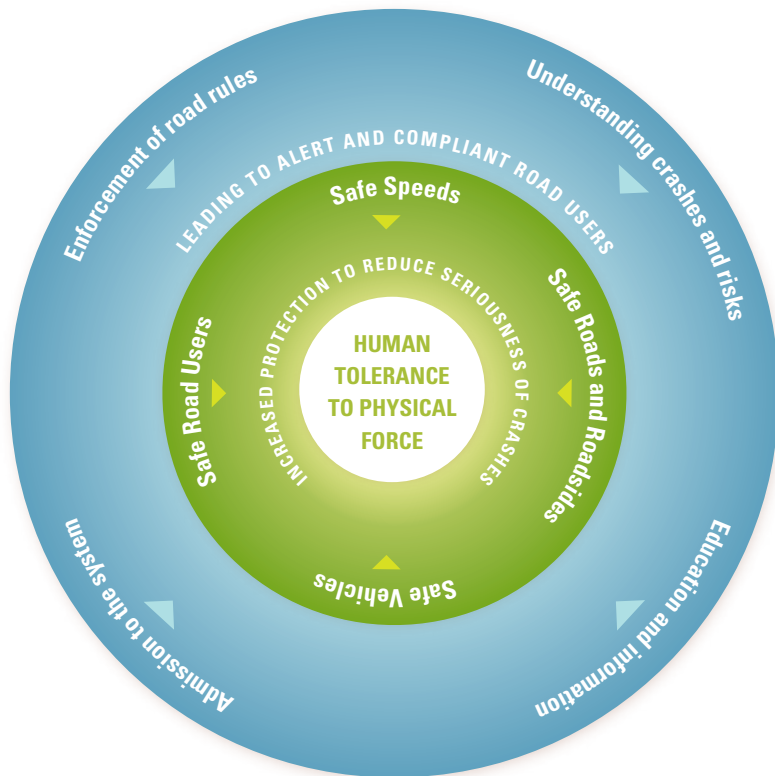 Enforcement of road rules
Understanding crashes and risks
LEADING TO ALERT AND COMPLIANT ROAD USERS
Safe Speeds
INCREASED PROTECTION TO REDUCE SERIOUSNESS OF CRASHES
Safe Road Users
Safe Roads and Roadsides
HUMAN
TOLERANCE
TO PHYSICAL
FORCE
Safe Vehicles
Admission to the system
Education and information